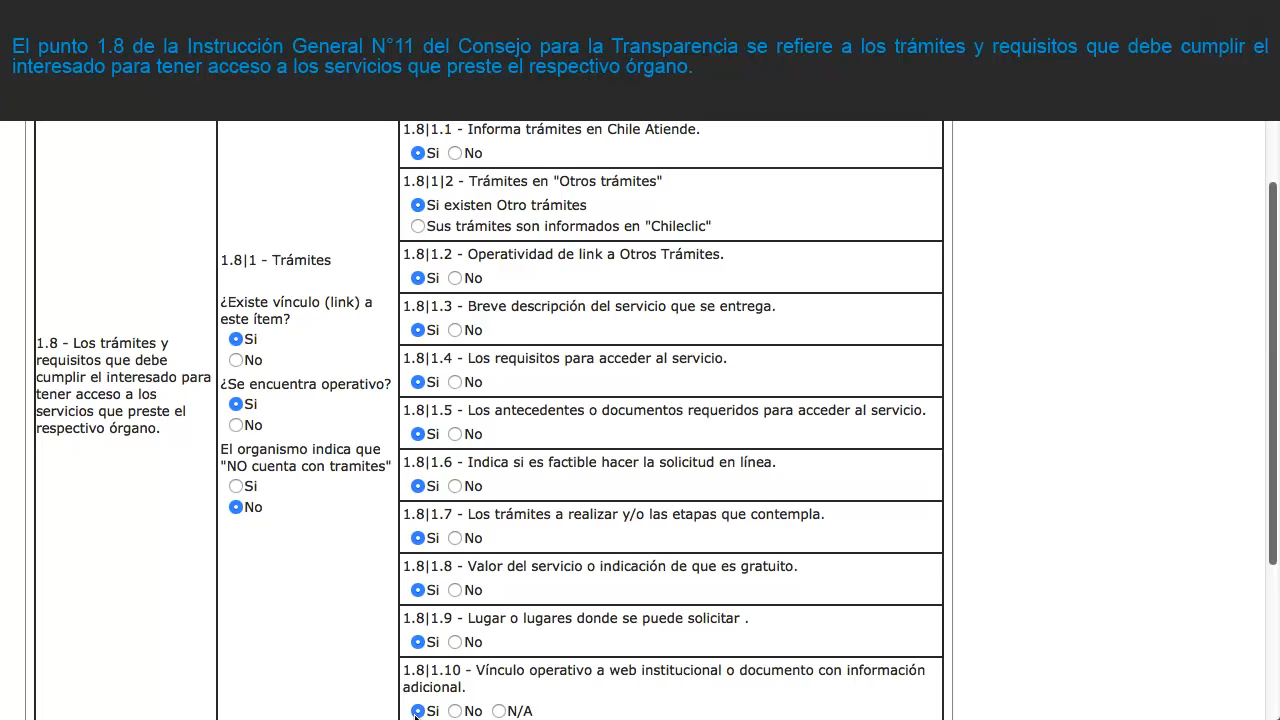 El punto 1.8 de la Instrucción General N°11 del Consejo para la Transparencia se refiere a los trámites y requisitos que debe cumplir el
interesado para tener acceso a los servicios que preste el respectivo órgano.
1.8 - Los trámites y
requisitos que debe
cumplir el interesado para
tener acceso a los
servicios que preste el
respectivo órgano.
1.8|1 - Trámites
¿Existe vínculo (link) a
este ítem?
Si
No
¿Se encuentra operativo?
Si
No
El organismo indica que
"NO cuenta con tramites"
Si
No
1.8|1.1 - Informa trámites en Chile Atiende.
Si No
1.8|1|2 - Trámites en "Otros trámites"
Si existen Otro trámites
Sus trámites son informados en "Chileclic"
1.8|1.2 - Operatividad de link a Otros Trámites.
Si No
1.8|1.3 - Breve descripción del servicio que se entrega.
Si No
1.8|1.4 - Los requisitos para acceder al servicio.
Si No
1.8|1.5 - Los antecedentes o documentos requeridos para acceder al servicio.
Si No
1.8|1.6 - Indica si es factible hacer la solicitud en línea.
Si No
1.8|1.7 - Los trámites a realizar y/o las etapas que contempla.
Si No
1.8|1.8 - Valor del servicio o indicación de que es gratuito.
Si No
1.8|1.9 - Lugar o lugares donde se puede solicitar .
Si No
1.8|1.10 - Vínculo operativo a web institucional o documento con información
adicional.
Si No N/A